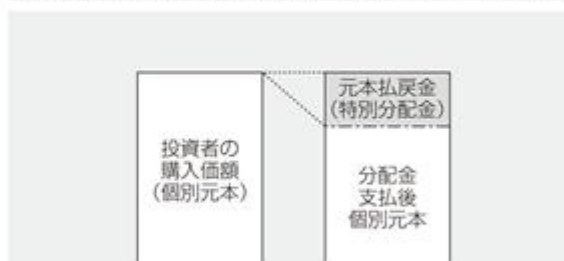 投資者の
購入価額
(個別元本)
元本払戻金
(特別分配金)
分配金
支払後
個別元本